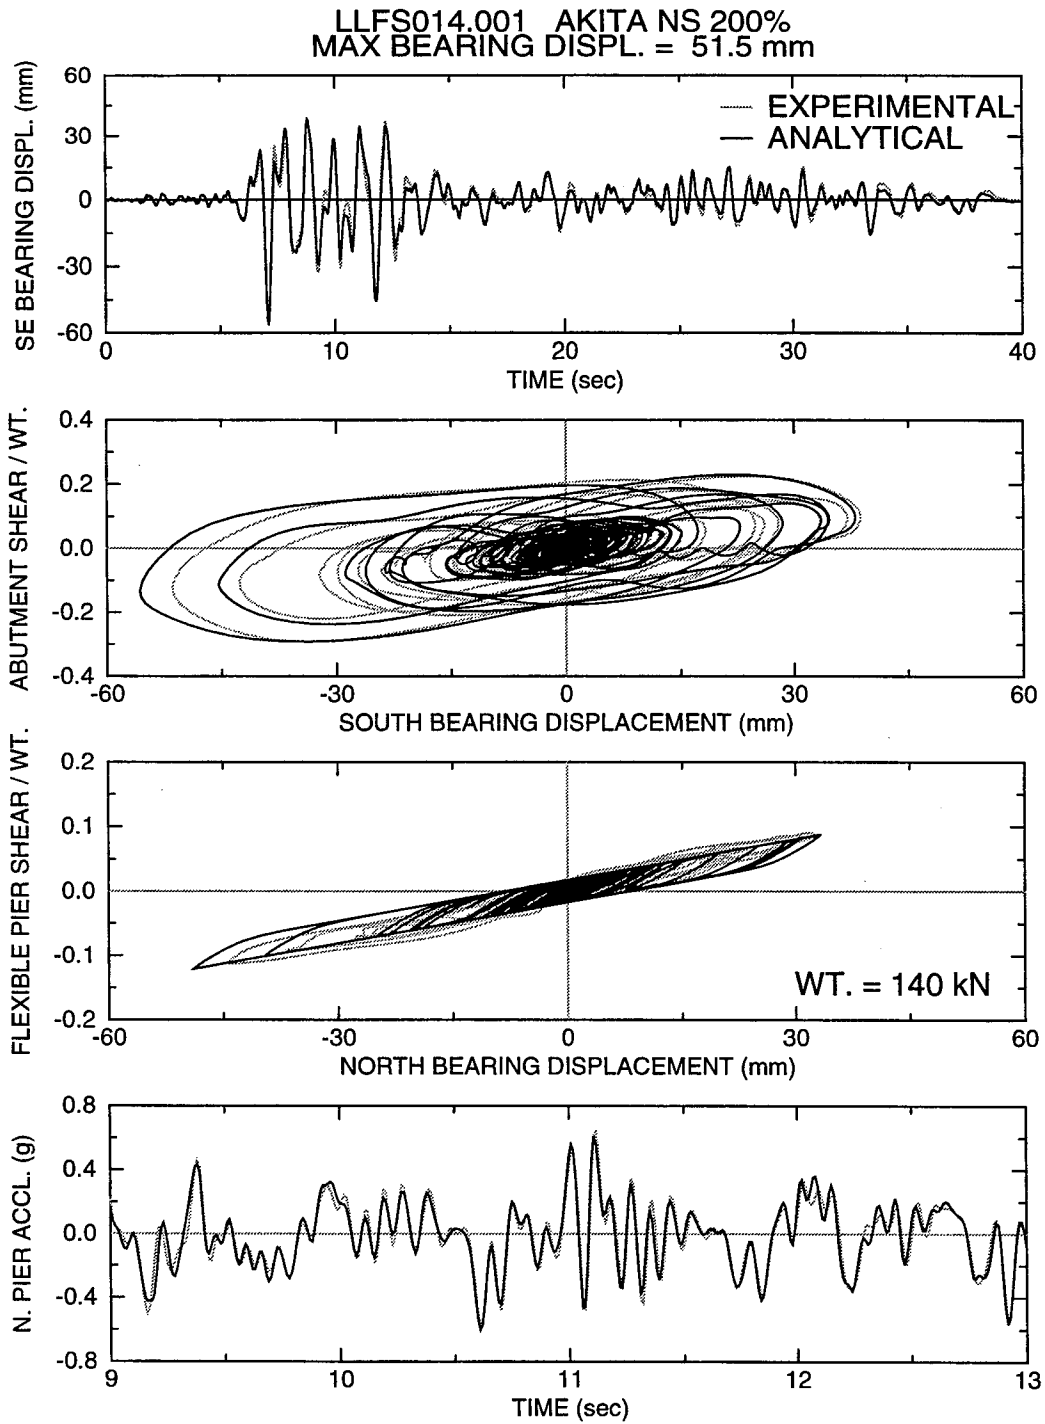 LLFS014.001 AKITA NS 200%
MAX BEARING DISPL. = 51.5 mm
SE BEARING DISPL. (mm)
60
30
0
-30
-60
EXPERIMENTAL
ANALYTICAL
0 10 20 30 40
TIME (sec)
ABUTMENT SHEAR / WT.
0.4
0.2
0.0
-0.2
-0.4
-60 -30 0 30 60
SOUTH BEARING DISPLACEMENT (mm)
FLEXIBLE PIER SHEAR / WT.
0.2
0.1
0.0
-0.1
-0.2
WT. = 140 kN
-60 -30 0 30 60
NORTH BEARING DISPLACEMENT (mm)
N. PIER ACCL. (g)
0.8
0.4
0.0
-0.4
-0.8
9 10 11 12 13
TIME (sec)